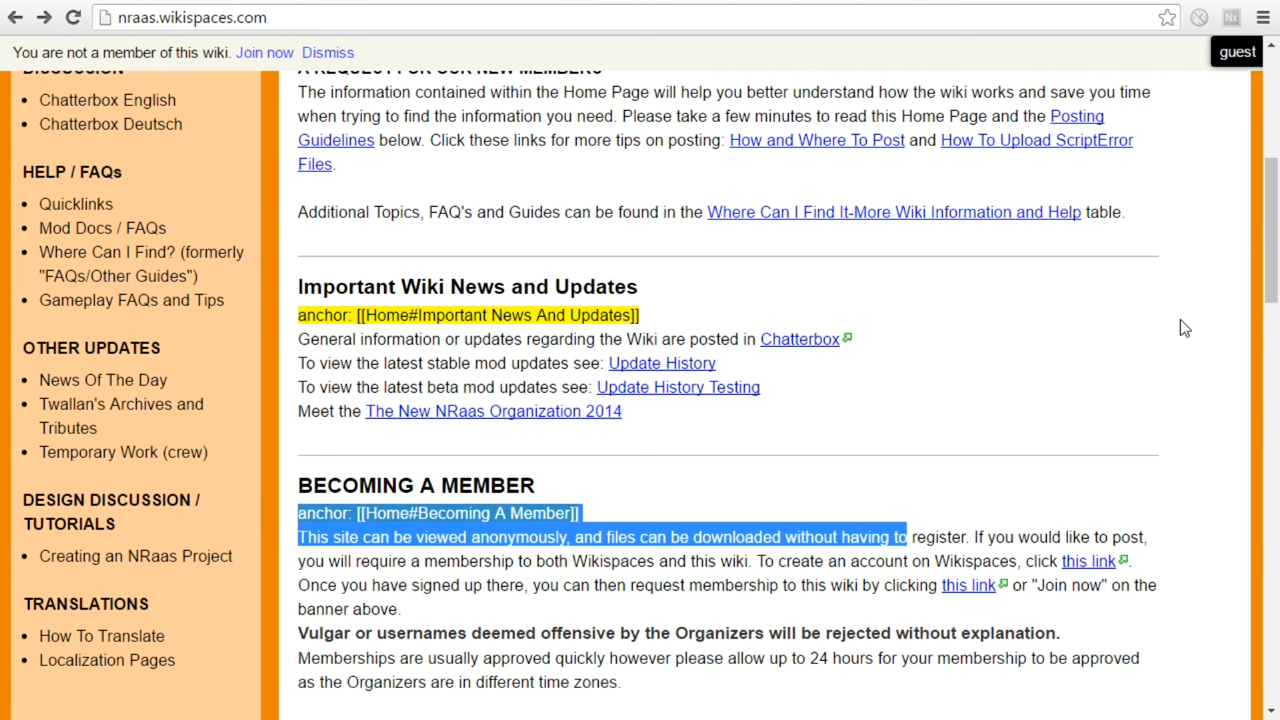 nraas.wikispaces.com
Nx
You are not a member of this wiki. Join now Dismiss
guest
DISCUSSION
Chatterbox English
Chatterbox Deutsch
HELP / FAQs
Quicklinks
Mod Docs / FAQs
Where Can I Find? (formerly
"FAQs/Other Guides")
Gameplay FAQs and Tips
OTHER UPDATES
News Of The Day
Twallan's Archives and
Tributes
Temporary Work (crew)
DESIGN DISCUSSION /
TUTORIALS
Creating an NRaas Project
TRANSLATIONS
How To Translate
Localization Pages
A REQUEST FOR OUR NEW MEMBERS
The information contained within the Home Page will help you better understand how the wiki works and save you time
when trying to find the information you need. Please take a few minutes to read this Home Page and the Posting
Guidelines below. Click these links for more tips on posting: How and Where To Post and How To Upload ScriptError
Files.
Additional Topics, FAQ's and Guides can be found in the Where Can I Find It-More Wiki Information and Help table.
Important Wiki News and Updates
anchor: [[Home#Important News And Updates]]
General information or updates regarding the Wiki are posted in Chatterbox
To view the latest stable mod updates see: Update History
To view the latest beta mod updates see: Update History Testing
Meet the The New NRaas Organization 2014
BECOMING A MEMBER
anchor: [[Home#Becoming A Member]]
This site can be viewed anonymously, and files can be downloaded without having to register. If you would like to post,
you will require a membership to both Wikispaces and this wiki. To create an account on Wikispaces, click this link.
Once you have signed up there, you can then request membership to this wiki by clicking this link or "Join now" on the
banner above.
Vulgar or usernames deemed offensive by the Organizers will be rejected without explanation.
Memberships are usually approved quickly however please allow up to 24 hours for your membership to be approved
as the Organizers are in different time zones.